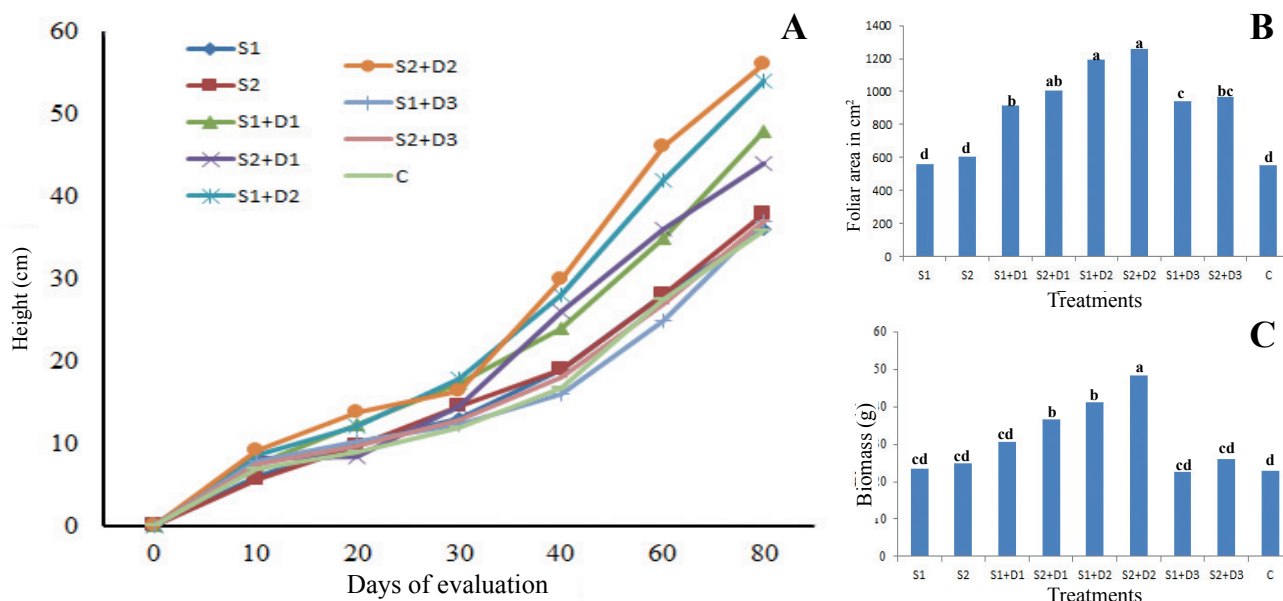 A
60
50
40
30
20
10
0
Height (cm)
S1
S2
S1+D1
S2+D1
S1+D2
S2+D2
S1+D3
S2+D3
C
0 10 20 30 40 60 80
Days of evaluation
B
1400
1200
1000
800
600
400
200
0
Foliar area in cm²
d d b ab a a c bc d
S1 S2 S1+D1 S2+D1 S1+D2 S2+D2 S1+D3 S2+D3 C
Treatments
C
60
50
40
30
20
10
0
Biomass (g)
cd cd cd b b a cd cd d
S1 S2 S1+D1 S2+D1 S1+D2 S2+D2 S1+D3 S2+D3 C
Treatments